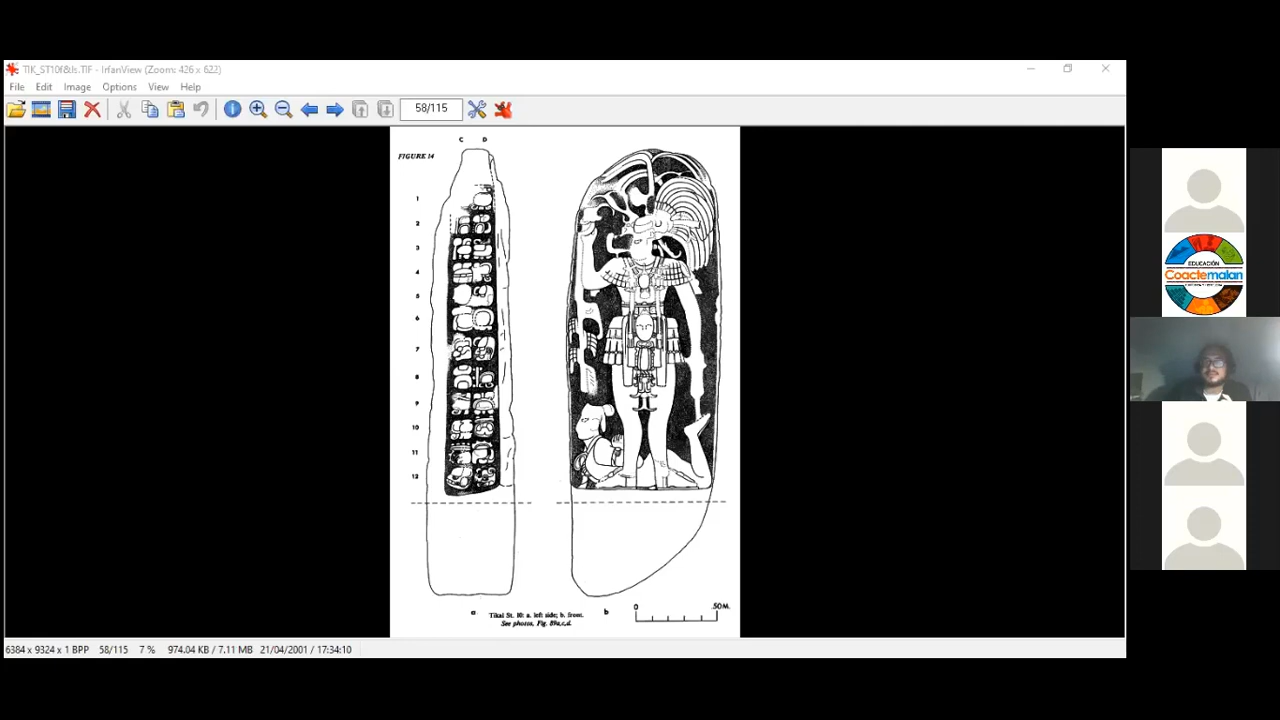 TIK_ST10f&ls.TIF - IrfanView (Zoom: 426 x 622)
File Edit Image Options View Help
58/115
C D
FIGURE 14
1
2
3
4
5
6
7
8
9
10
11
12
a Tikal St. 10: a. left side; b. front. b
See photos, Fig. 89a,c,d.
0 .50M.
6384 x 9324 x 1 BPP 58/115 7 % 974.04 KB / 7.11 MB 21/04/2001 / 17:34:10
EDUCACIÓN
Coactemalan